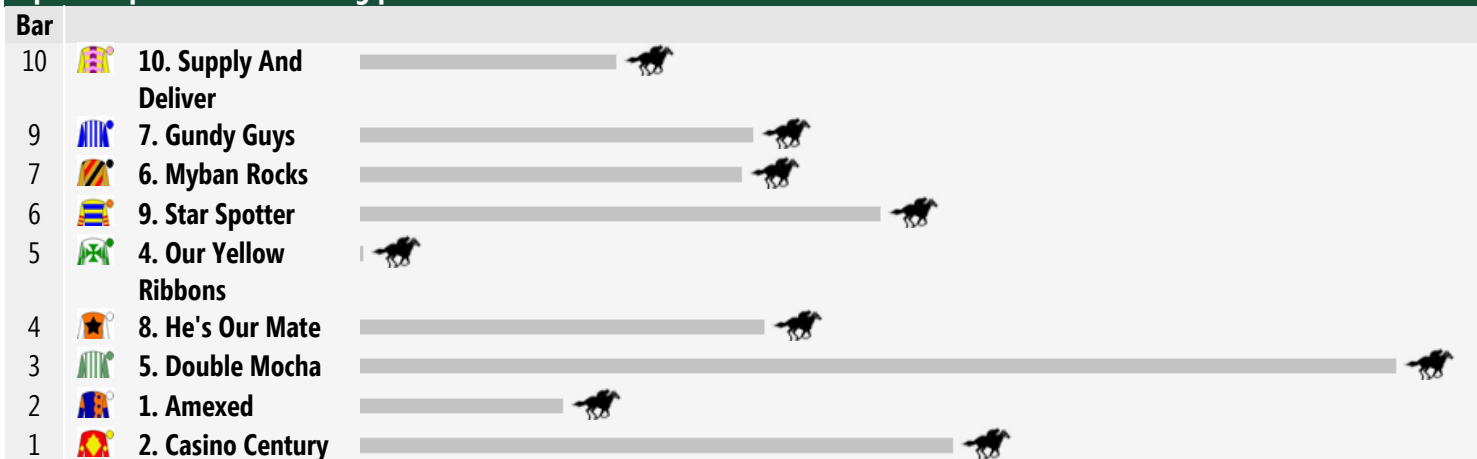 Bar
10 10. Supply And
Deliver
9 7. Gundy Guys
7 6. Myban Rocks
6 9. Star Spotter
5 4. Our Yellow
Ribbons
4 8. He's Our Mate
3 5. Double Mocha
2 1. Amexed
1 2. Casino Century